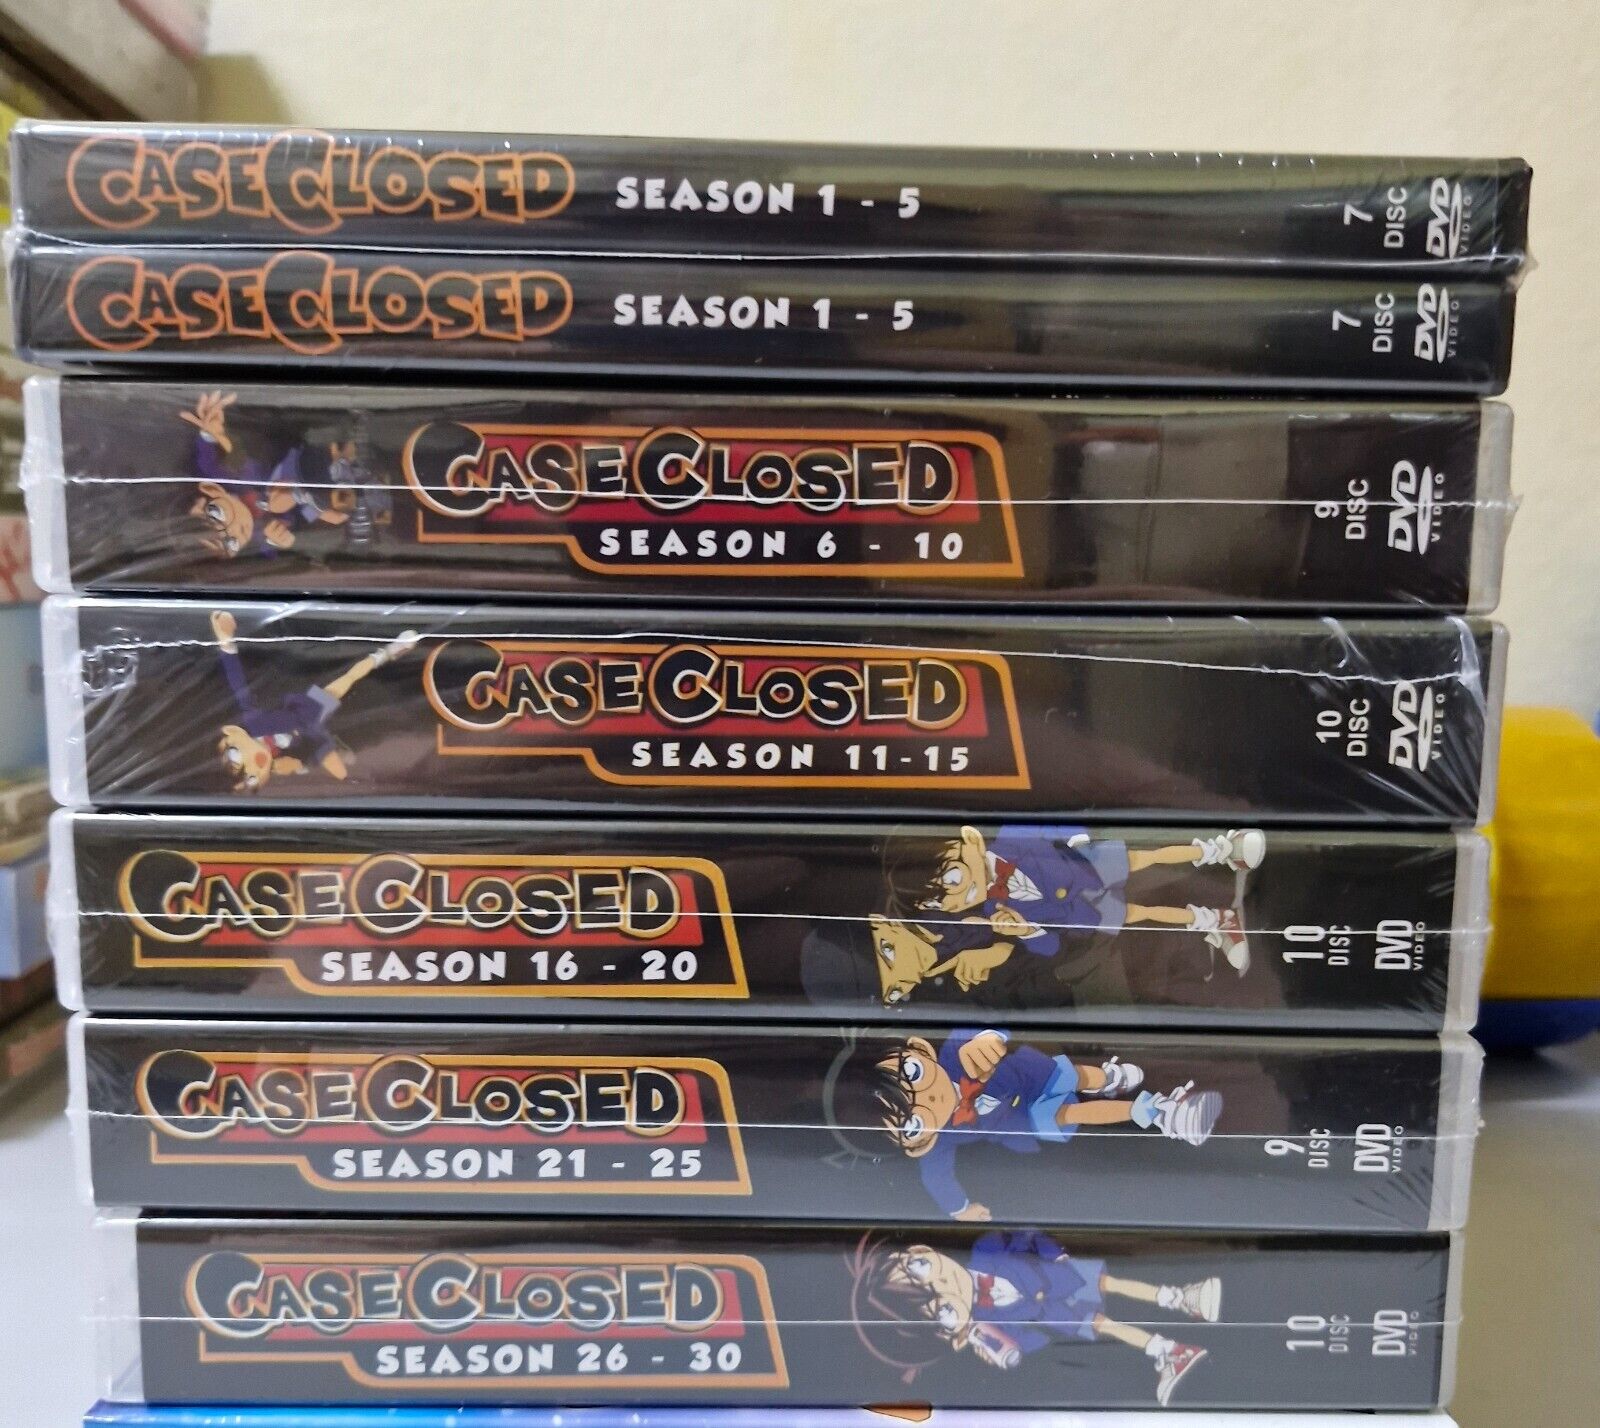 CASE CLOSED SEASON 1 - 5 7 DISC DVD VIDEO
CASE CLOSED SEASON 1 - 5 7 DISC DVD VIDEO
CASE CLOSED
SEASON 6 - 10
9 DISC DVD VIDEO
CASE CLOSED
SEASON 11-15
10 DISC DVD VIDEO
CASE CLOSED
SEASON 16 - 20
10 DISC DVD VIDEO
CASE CLOSED
SEASON 21 - 25
9 DISC DVD VIDEO
CASE CLOSED
SEASON 26 - 30
10 DISC DVD VIDEO